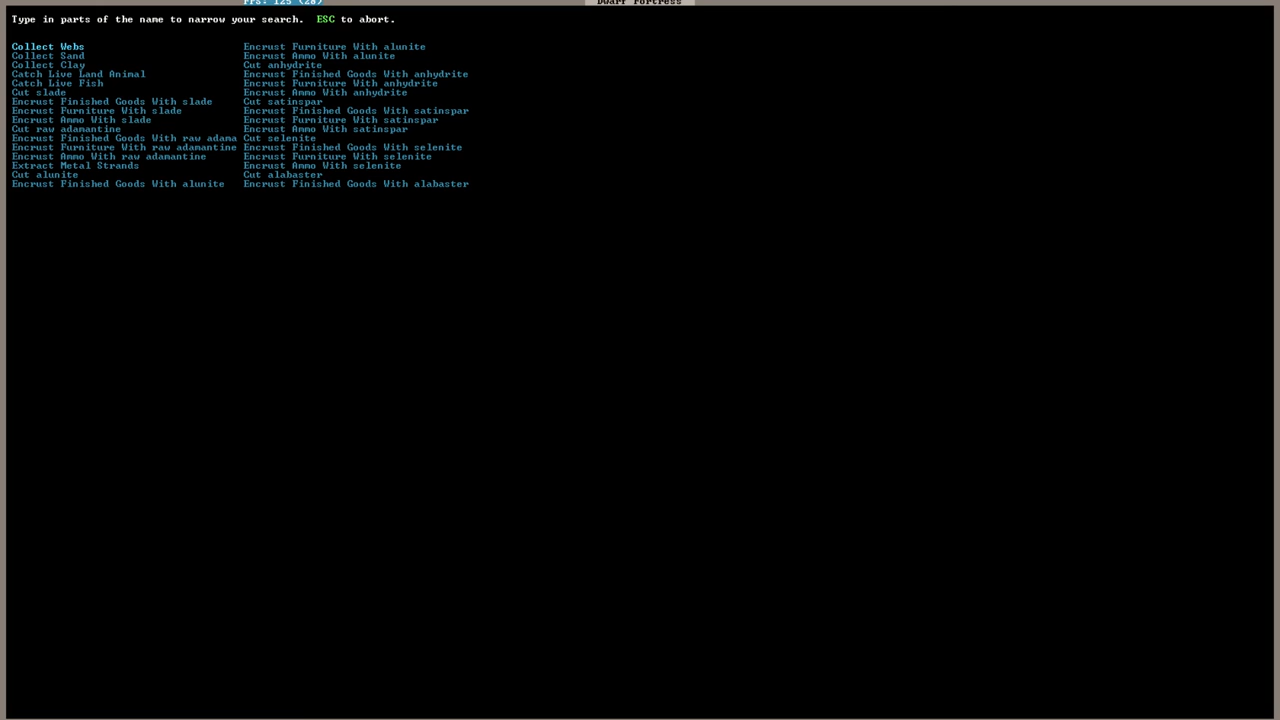 FPS: 125 (28)
Dwarf Fortress
Type in parts of the name to narrow your search.  ESC to abort.
Collect Webs
Collect Sand
Collect Clay
Catch Live Land Animal
Catch Live Fish
Cut slade
Encrust Finished Goods With slade
Encrust Furniture With slade
Encrust Ammo With slade
Cut raw adamantine
Encrust Finished Goods With raw adama
Encrust Furniture With raw adamantine
Encrust Ammo With raw adamantine
Extract Metal Strands
Cut alunite
Encrust Finished Goods With alunite
Encrust Furniture With alunite
Encrust Ammo With alunite
Cut anhydrite
Encrust Finished Goods With anhydrite
Encrust Furniture With anhydrite
Encrust Ammo With anhydrite
Cut satinspar
Encrust Finished Goods With satinspar
Encrust Furniture With satinspar
Encrust Ammo With satinspar
Cut selenite
Encrust Finished Goods With selenite
Encrust Furniture With selenite
Encrust Ammo With selenite
Cut alabaster
Encrust Finished Goods With alabaster